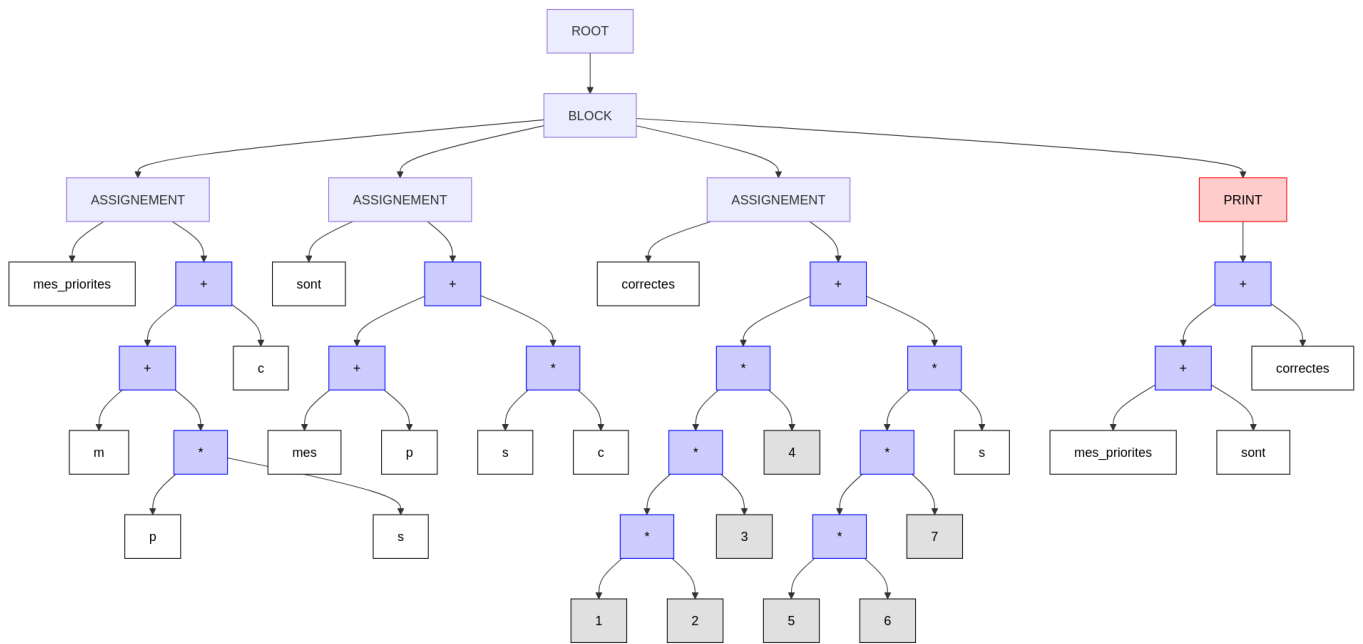 ROOT
BLOCK
ASSIGNEMENT
ASSIGNEMENT
ASSIGNEMENT
PRINT
mes_priorites
+
sont
+
correctes
+
+
+
c
+
*
*
*
+
correctes
m
*
mes
p
s
c
*
4
*
s
mes_priorites
sont
p
s
*
3
*
7
1
2
5
6